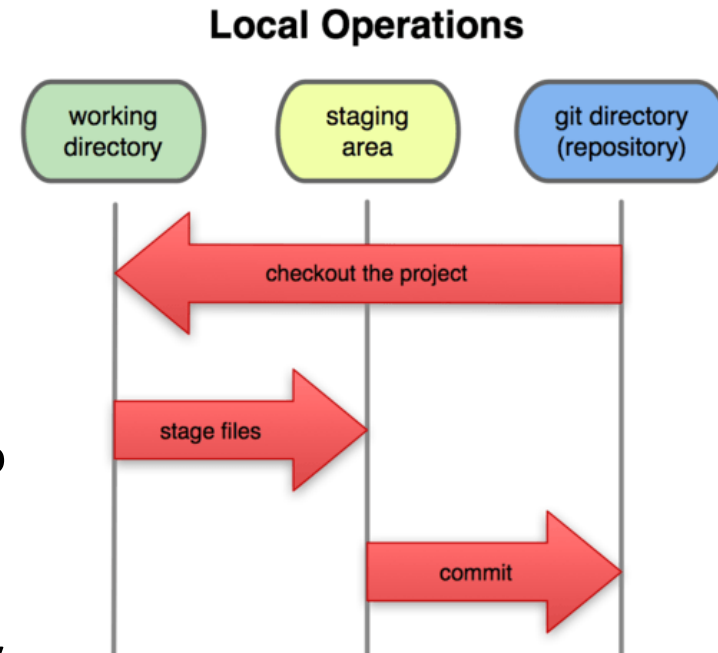 Local Operations
working
directory
staging
area
git directory
(repository)
checkout the project
stage files
commit